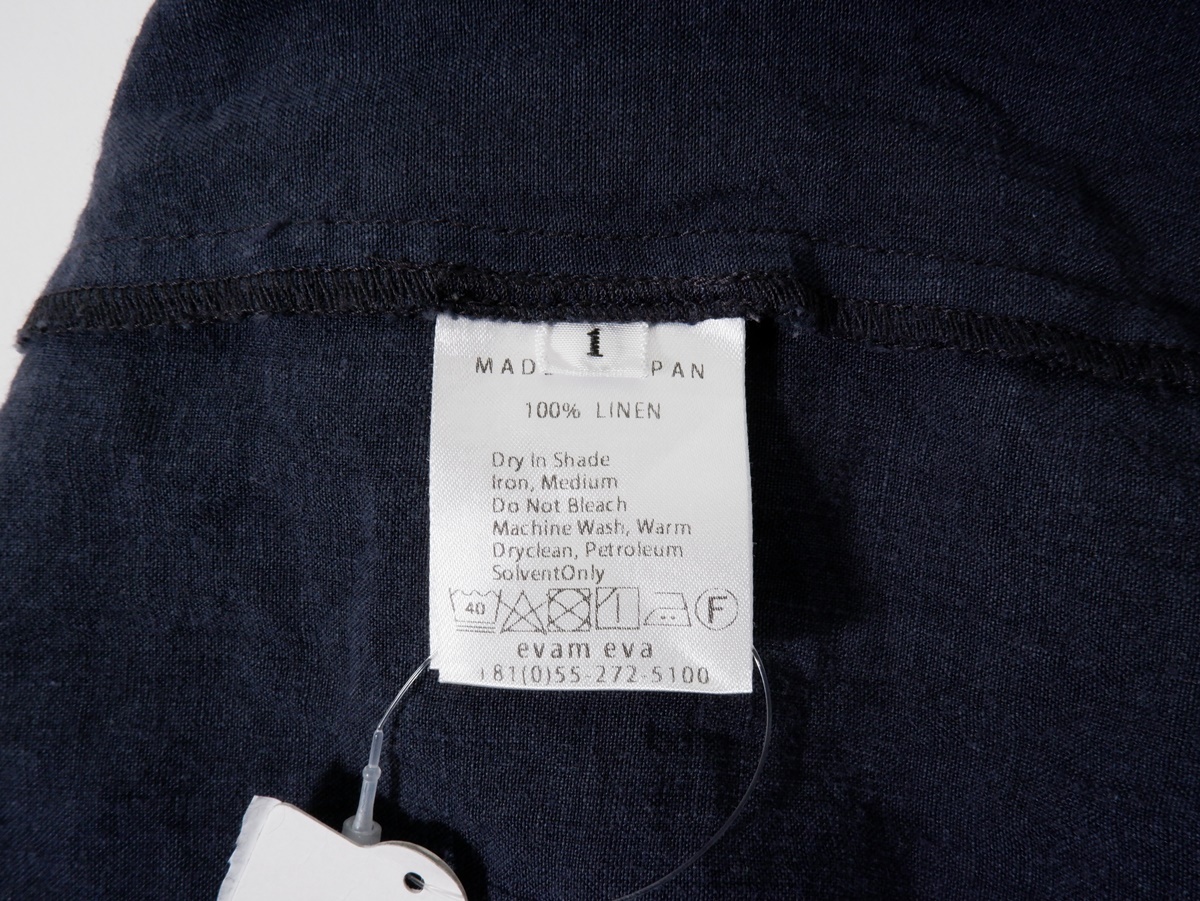 1
MAD PAN
100% LINEN
Dry In Shade
Iron, Medium
Do Not Bleach
Machine Wash, Warm
Dryclean, Petroleum
SolventOnly
40 F
evam eva
+81(0)55-272-5100